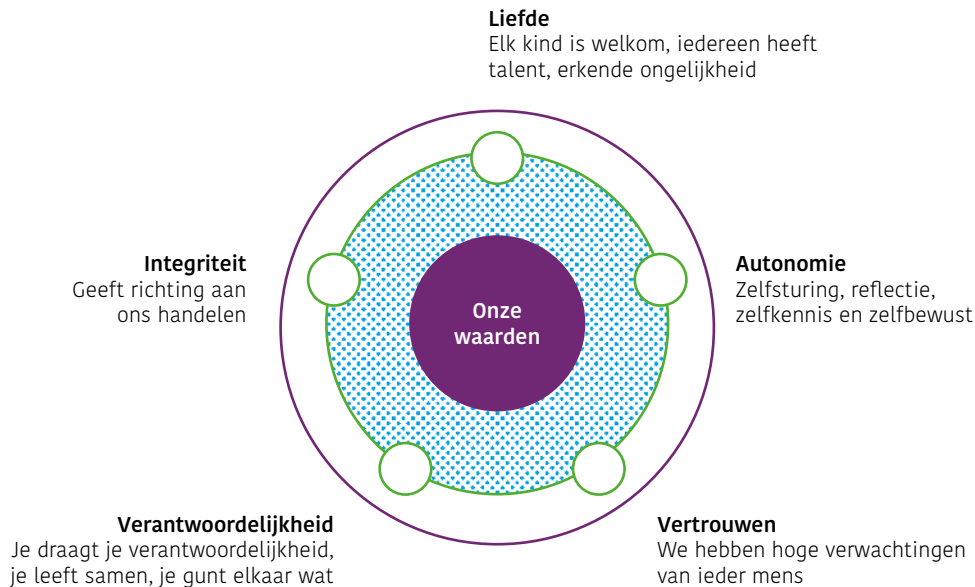 Liefde
Elk kind is welkom, iedereen heeft
talent, erkende ongelijkheid
Integriteit
Geeft richting aan
ons handelen
Autonomie
Zelfsturing, reflectie,
zelfkennis en zelfbewust
Onze
waarden
Verantwoordelijkheid
Je draagt je verantwoordelijkheid,
je leeft samen, je gunt elkaar wat
Vertrouwen
We hebben hoge verwachtingen
van ieder mens